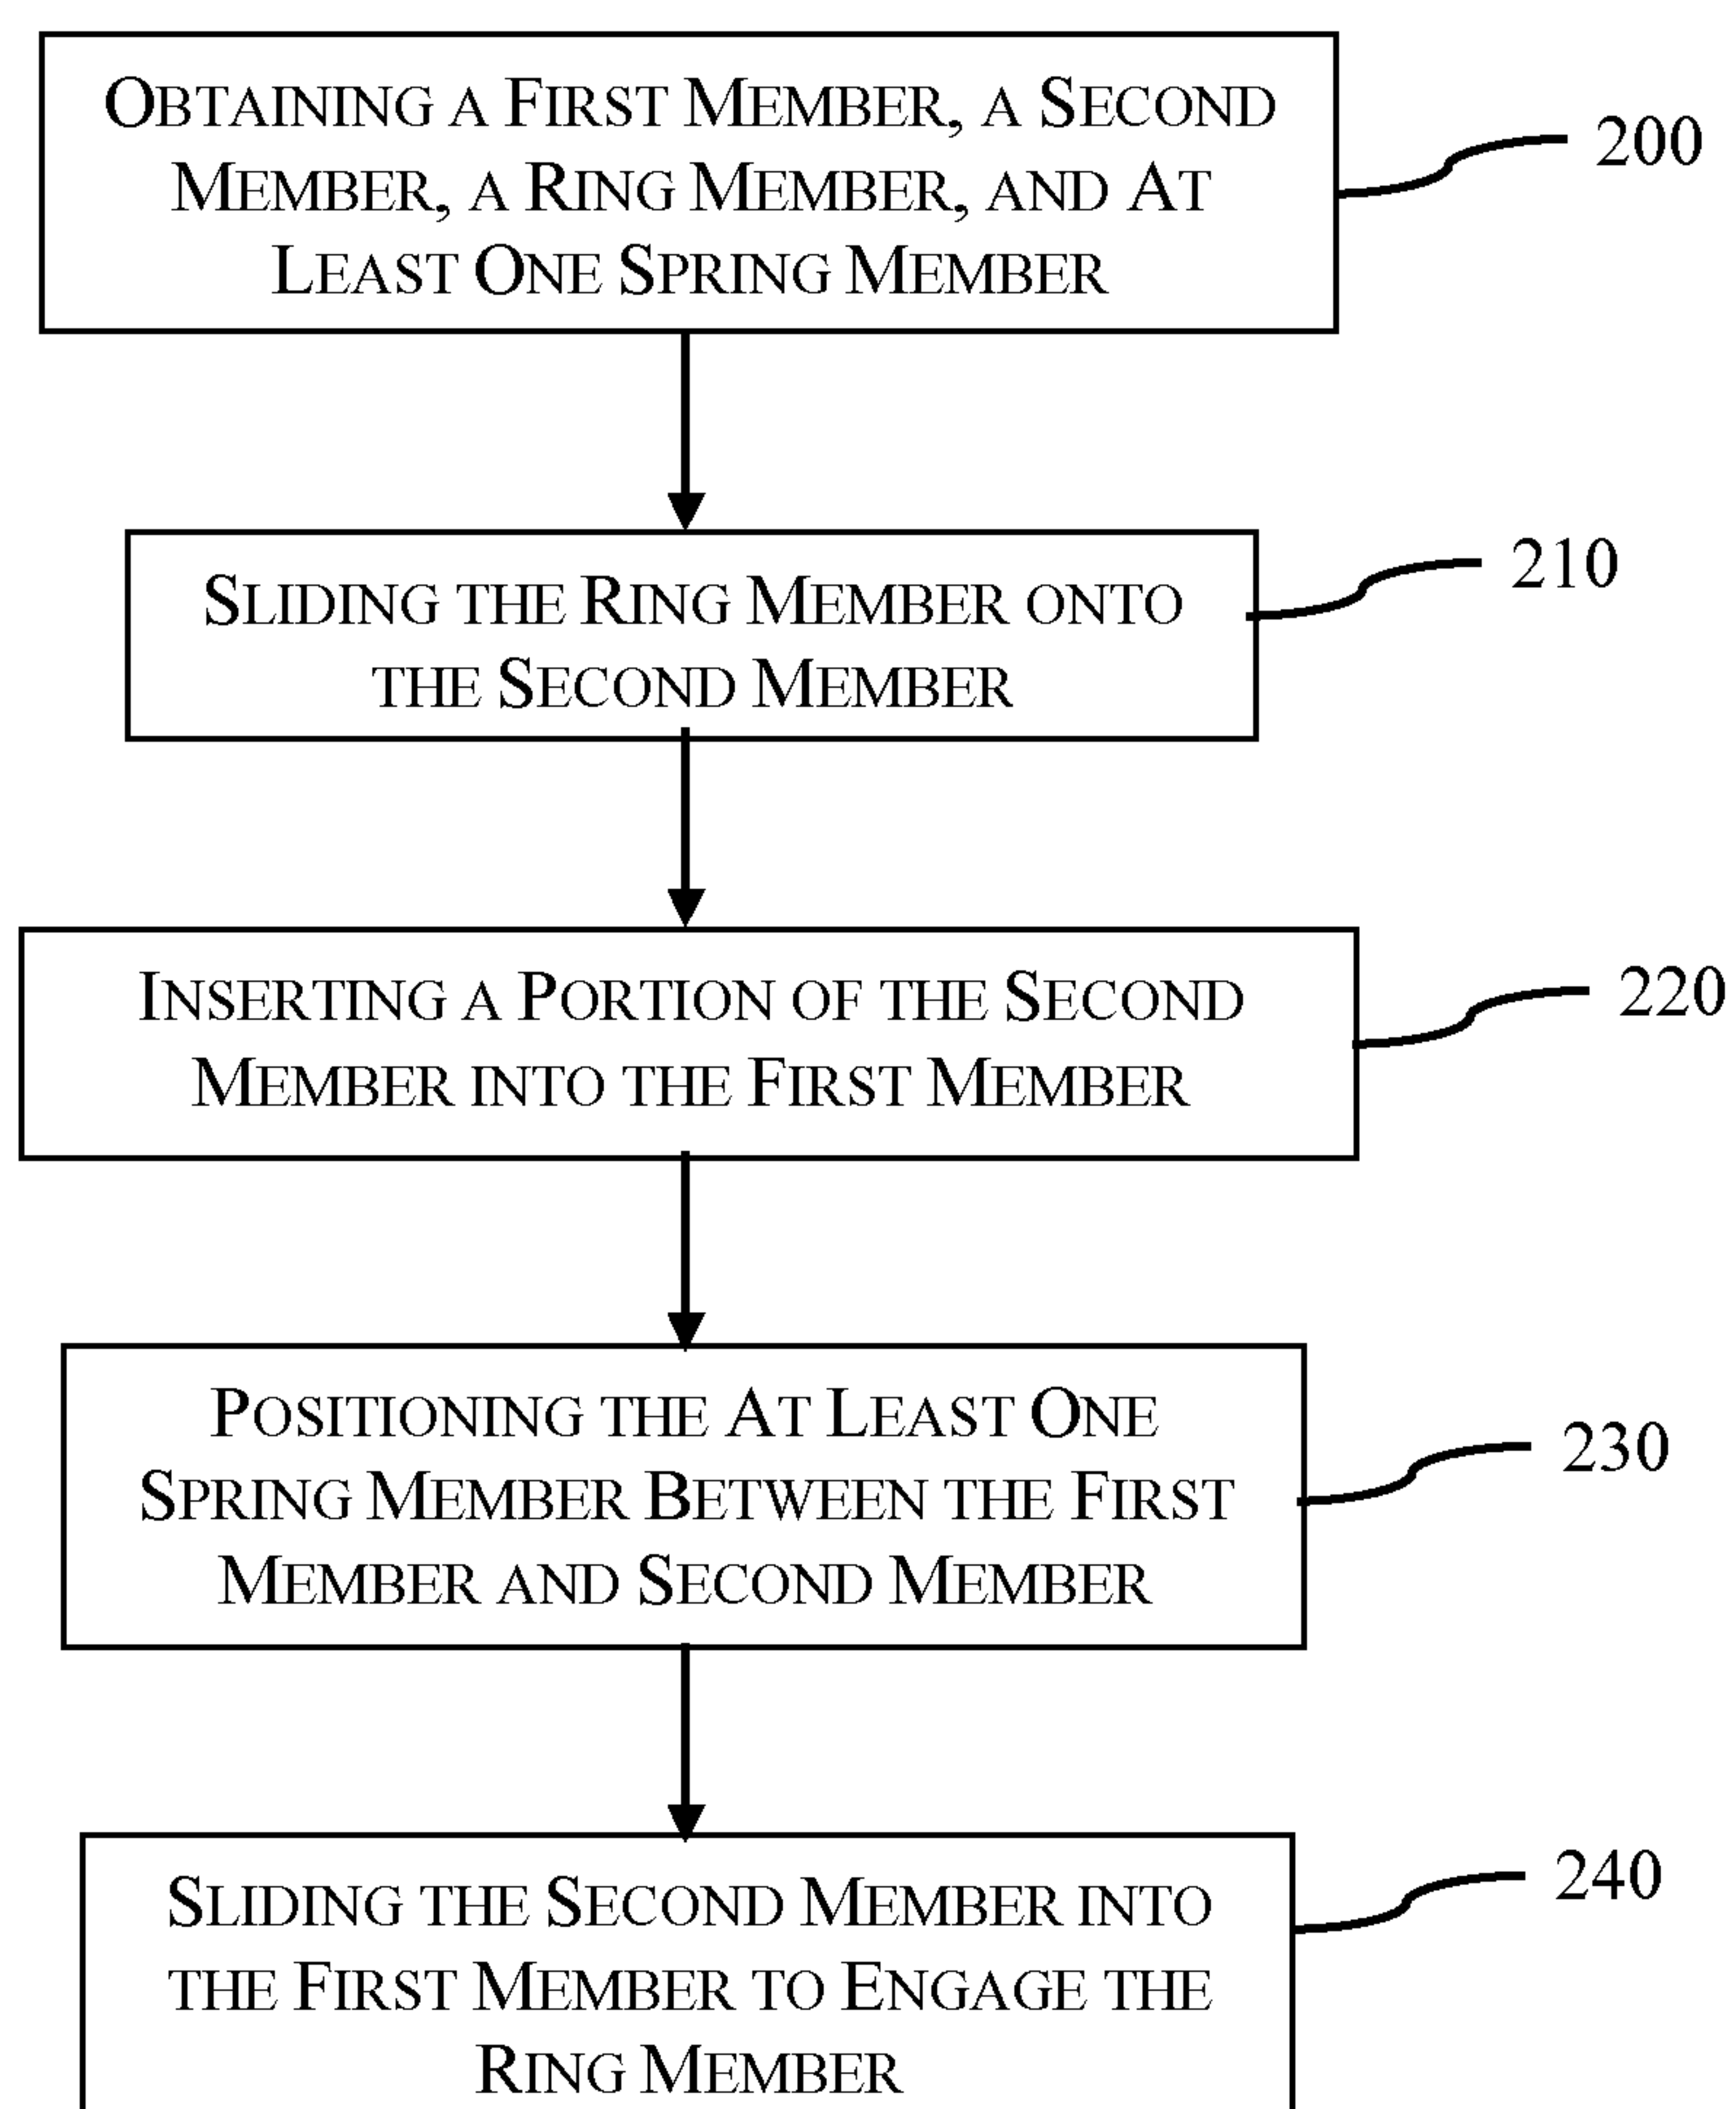 Obtaining a First Member, a Second
Member, a Ring Member, and At
Least One Spring Member
200
Sliding the Ring Member onto
the Second Member
210
Inserting a Portion of the Second
Member into the First Member
220
Positioning the At Least One
Spring Member Between the First
Member and Second Member
230
Sliding the Second Member into
the First Member to Engage the
Ring Member
240